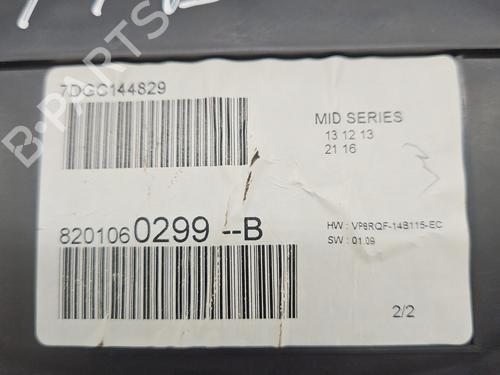 7DGC144829
MID SERIES
13 12 13
21 16
8201060299--B
HW : VP8RQF-14B115-EC
SW : 01.09
2/2
B-PARTS